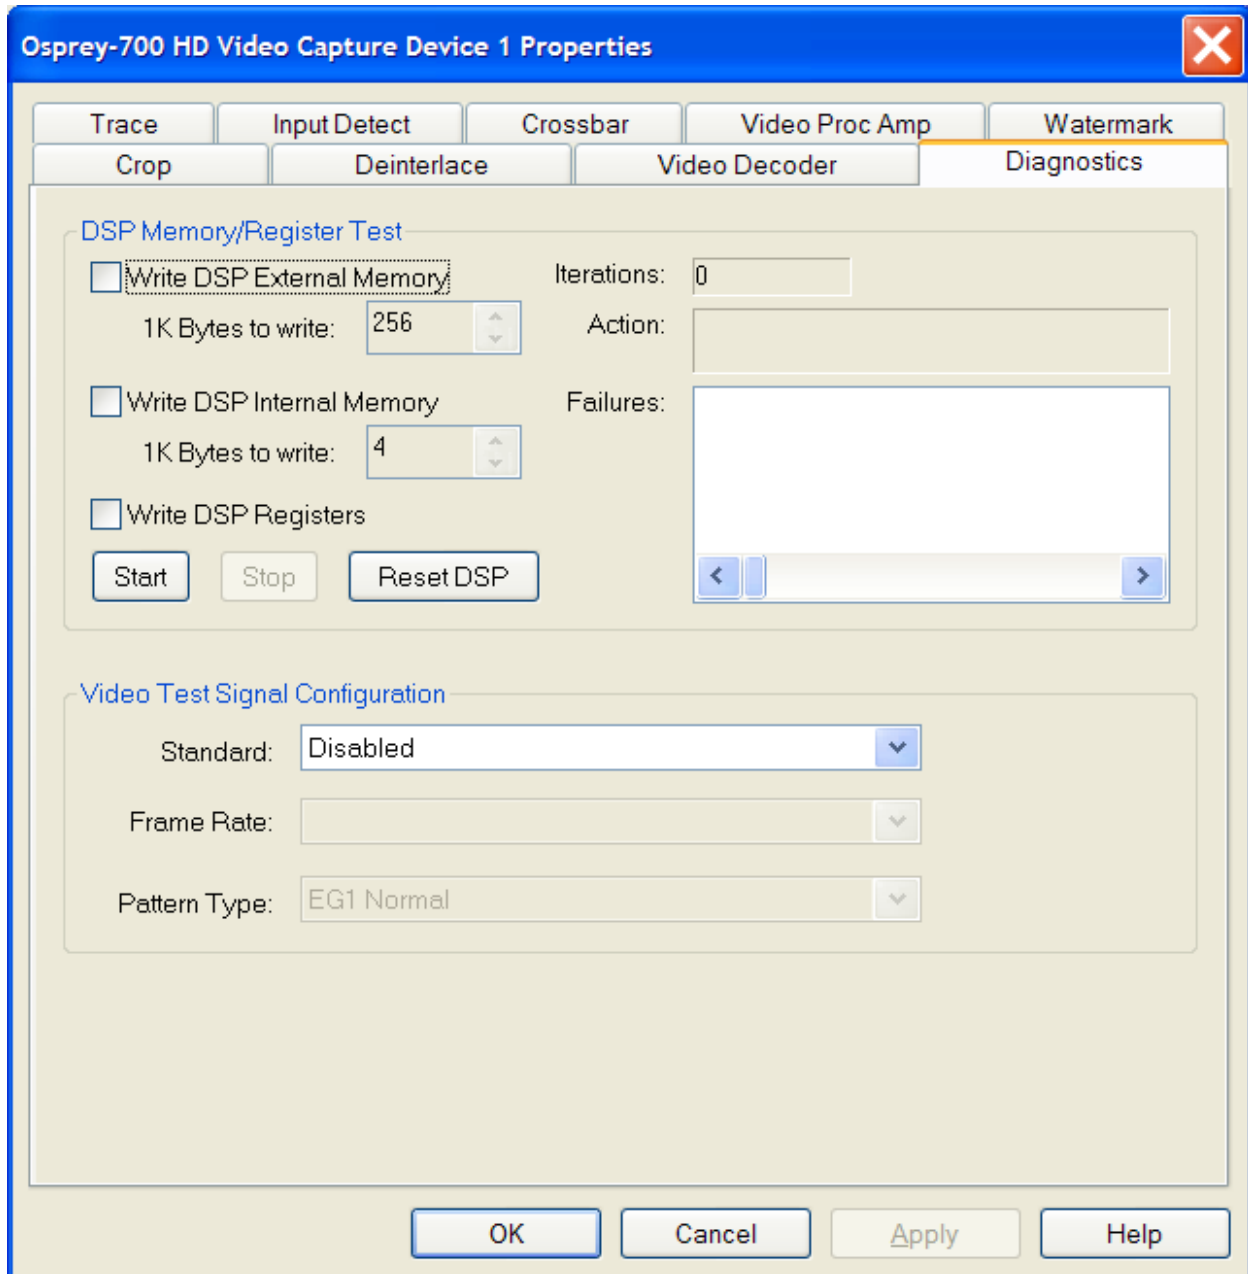 Osprey-700 HD Video Capture Device 1 Properties
Trace Input Detect Crossbar Video Proc Amp Watermark
Crop Deinterlace Video Decoder Diagnostics
DSP Memory/Register Test
Write DSP External Memory Iterations: 0
1K Bytes to write: 256 Action:
Write DSP Internal Memory Failures:
1K Bytes to write: 4
Write DSP Registers
Start Stop Reset DSP
Video Test Signal Configuration
Standard: Disabled
Frame Rate:
Pattern Type: EG1 Normal
OK Cancel Apply Help